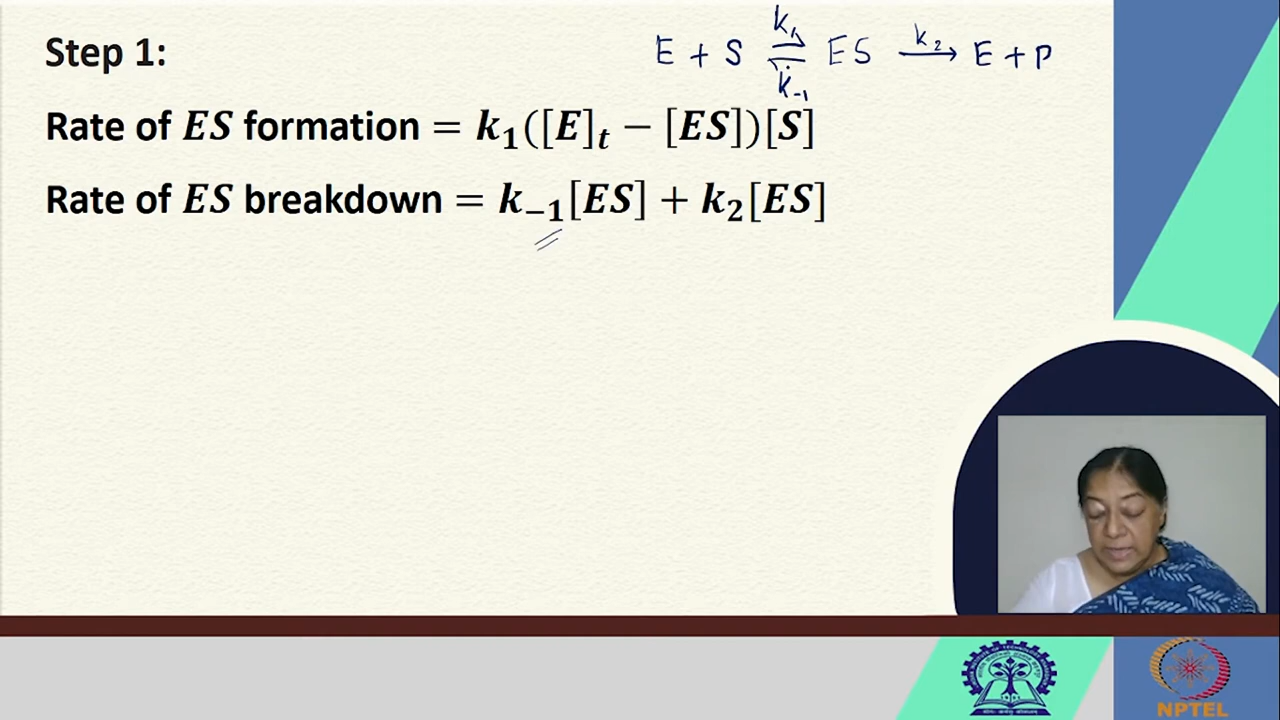 Step 1:
E + S ⇌ ES → E + P
k₁ k₋₁ k₂
Rate of ES formation = k₁([E]ₜ − [ES])[S]
Rate of ES breakdown = k₋₁[ES] + k₂[ES]
NPTEL